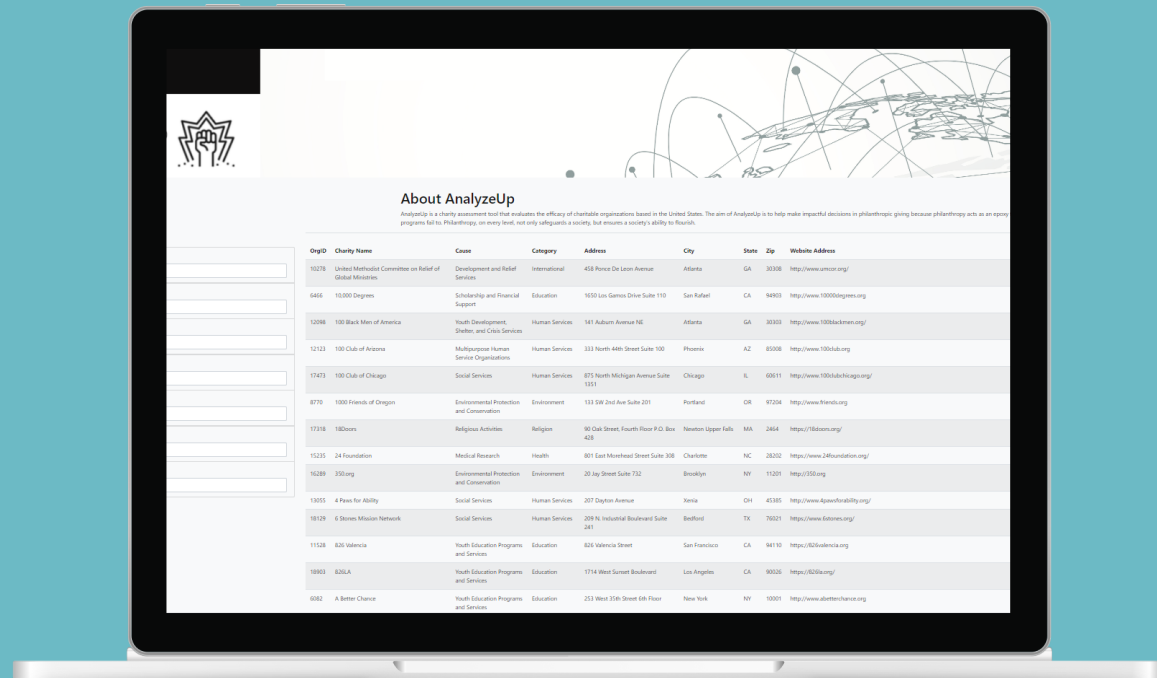 About AnalyzeUp
AnalyzeUp is a charity assessment tool that evaluates the efficacy of charitable organizations based in the United States. The aim of AnalyzeUp is to help make impactful decisions in philanthropic giving because philanthropy acts as an epoxy
programs fail to. Philanthropy, on every level, not only safeguards a society, but ensures a society's ability to flourish.
OrgID Charity Name Cause Category Address City State Zip Website Address
10278 United Methodist Committee on Relief of Development and Relief International 458 Ponce De Leon Avenue Atlanta GA 30308 http://www.umcor.org/
Global Ministries Services
6466 10,000 Degrees Scholarship and Financial Education 1650 Los Gamos Drive Suite 110 San Rafael CA 94903 http://www.10000degrees.org
Support
12098 100 Black Men of America Youth Development, Human Services 141 Auburn Avenue NE Atlanta GA 30303 http://www.100blackmen.org/
Shelter, and Crisis Services
12123 100 Club of Arizona Multipurpose Human Human Services 333 North 44th Street Suite 100 Phoenix AZ 85008 http://www.100club.org
Service Organizations
17473 100 Club of Chicago Social Services Human Services 875 North Michigan Avenue Suite Chicago IL 60611 http://www.100clubchicago.org/
1351
8770 1000 Friends of Oregon Environmental Protection Environment 133 SW 2nd Ave Suite 201 Portland OR 97204 http://www.friends.org
and Conservation
17318 18Doors Religious Activities Religion 90 Oak Street, Fourth Floor P.O. Box Newton Upper Falls MA 2464 https://18doors.org/
428
15235 24 Foundation Medical Research Health 801 East Morehead Street Suite 308 Charlotte NC 28202 https://www.24foundation.org/
16289 350.org Environmental Protection Environment 20 Jay Street Suite 732 Brooklyn NY 11201 http://350.org
and Conservation
13055 4 Paws for Ability Social Services Human Services 207 Dayton Avenue Xenia OH 45385 http://www.4pawsforability.org/
18129 6 Stones Mission Network Social Services Human Services 209 N. Industrial Boulevard Suite Bedford TX 76021 https://www.6stones.org/
241
11528 826 Valencia Youth Education Programs Education 826 Valencia Street San Francisco CA 94110 https://826valencia.org
and Services
18903 826LA Youth Education Programs Education 1714 West Sunset Boulevard Los Angeles CA 90026 https://826la.org/
and Services
6082 A Better Chance Youth Education Programs Education 253 West 35th Street 6th Floor New York NY 10001 http://www.abetterchance.org
and Services